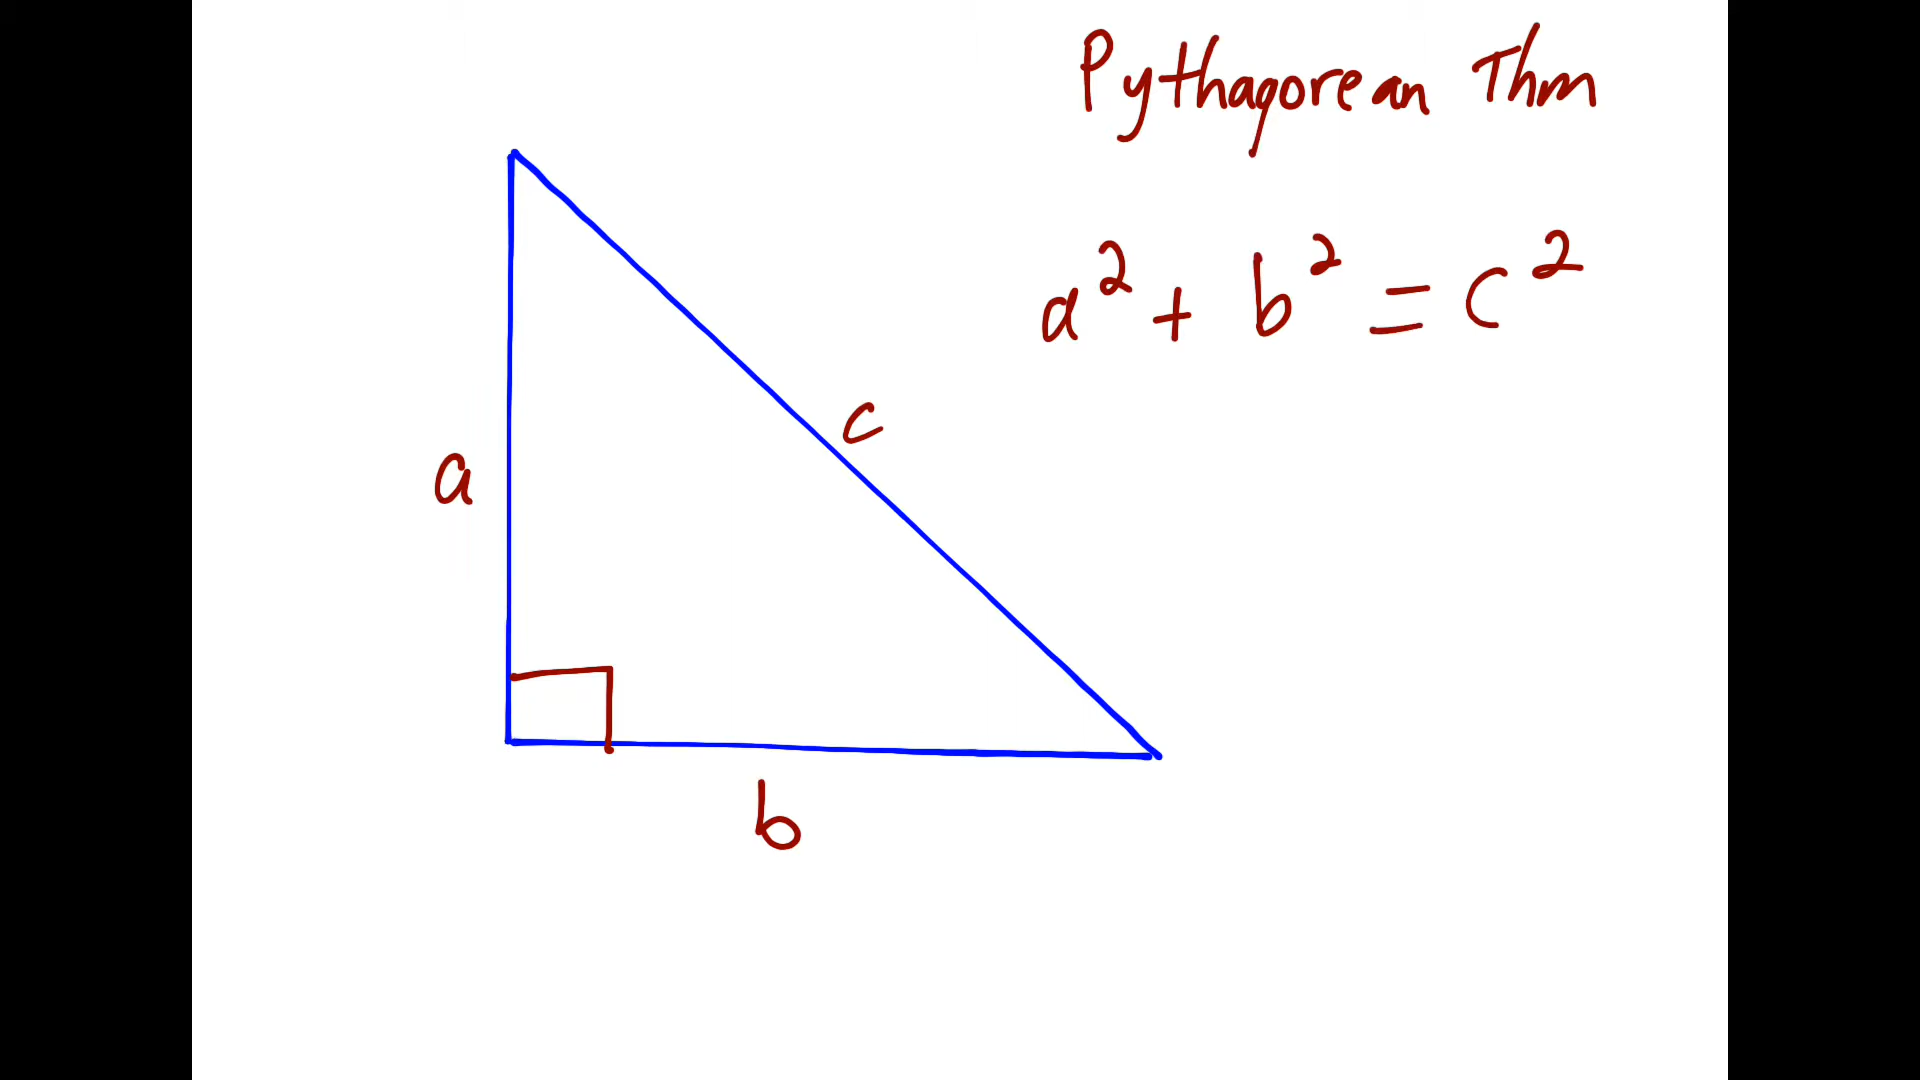 Pythagorean Thm
a² + b² = c²
c
a
b